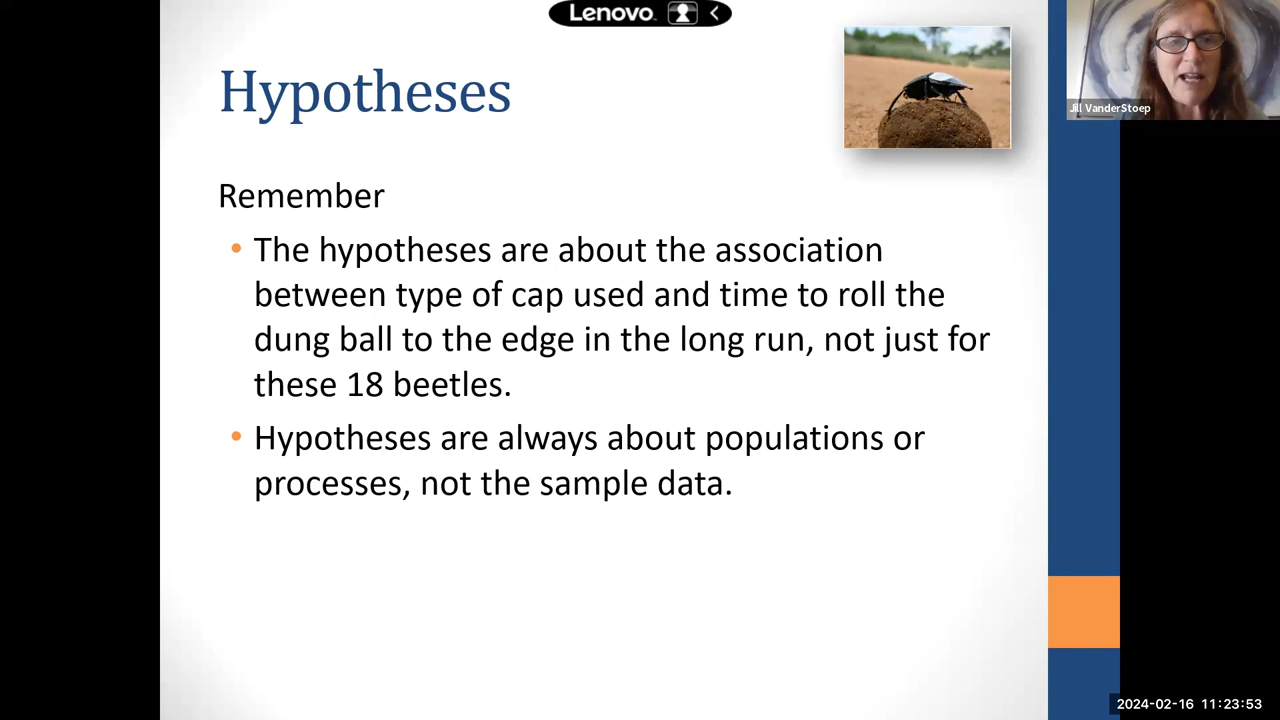 Lenovo
Hypotheses
Jill VanderStoep
Remember
• The hypotheses are about the association
between type of cap used and time to roll the
dung ball to the edge in the long run, not just for
these 18 beetles.
• Hypotheses are always about populations or
processes, not the sample data.
2024-02-16 11:23:53